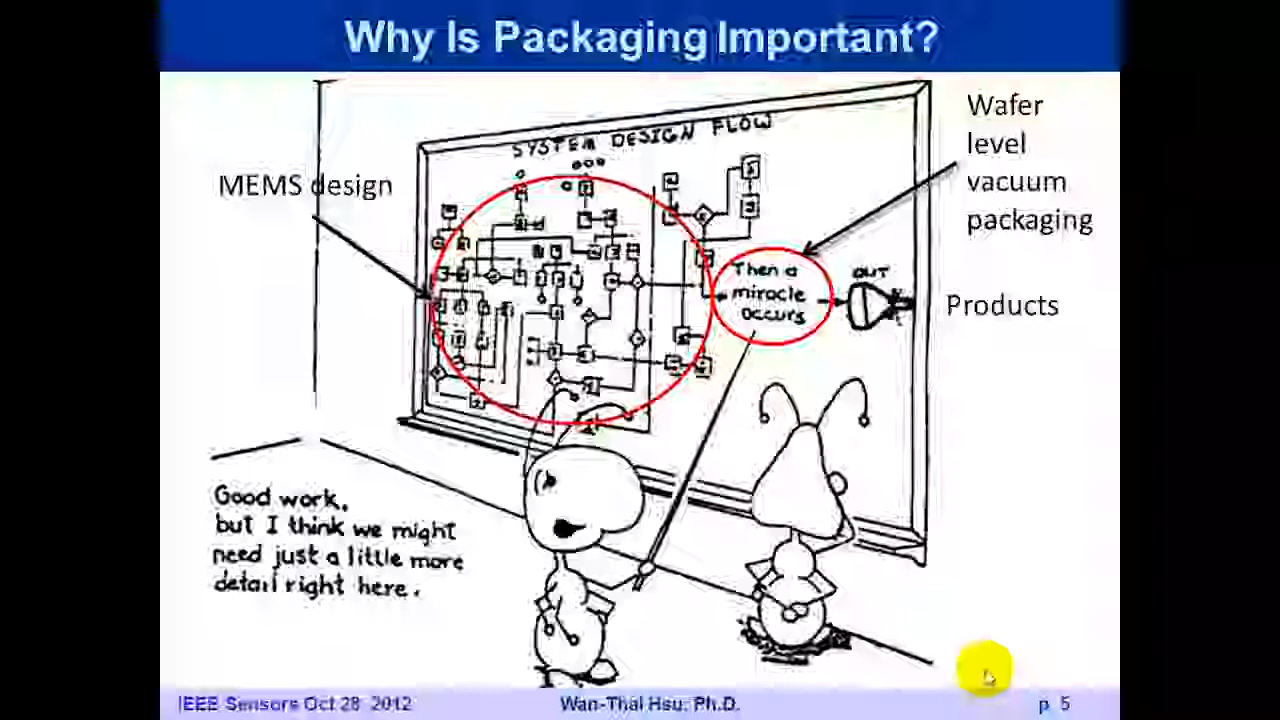 Why Is Packaging Important?
SYSTEM DESIGN FLOW
MEMS design
Wafer
level
vacuum
packaging
Then a
miracle
occurs
OUT
Products
Good work,
but I think we might
need just a little more
detail right here.
IEEE Sensors Oct 28 2012
Wan-Thai Hsu, Ph.D.
p 5